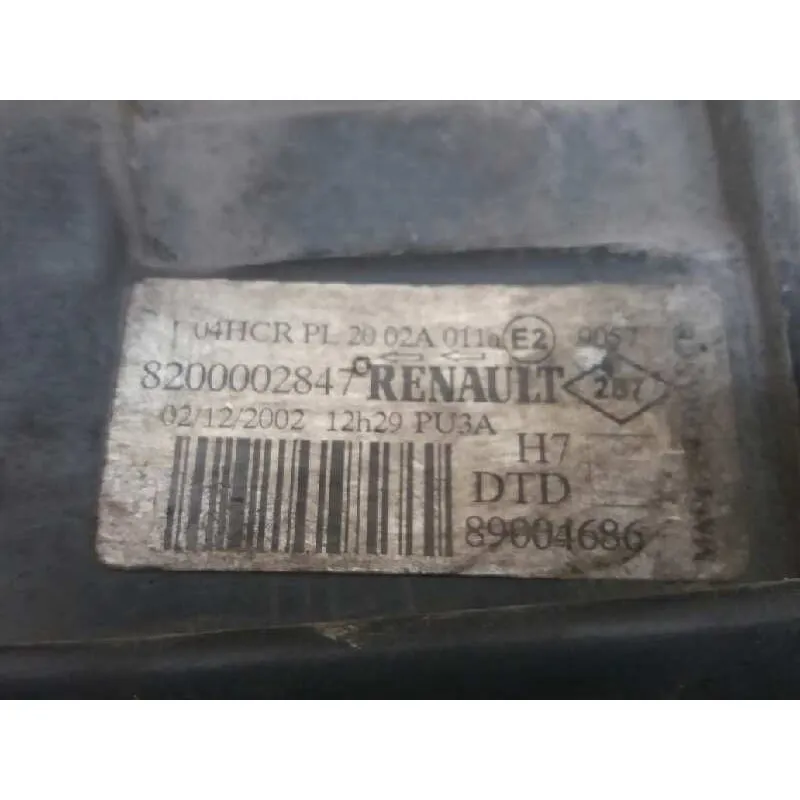 04HCR PL 20 02A 011a E2 9057
8200002847 RENAULT 287
02/12/2002 12h29 PU3A
H7
DTD
89004686